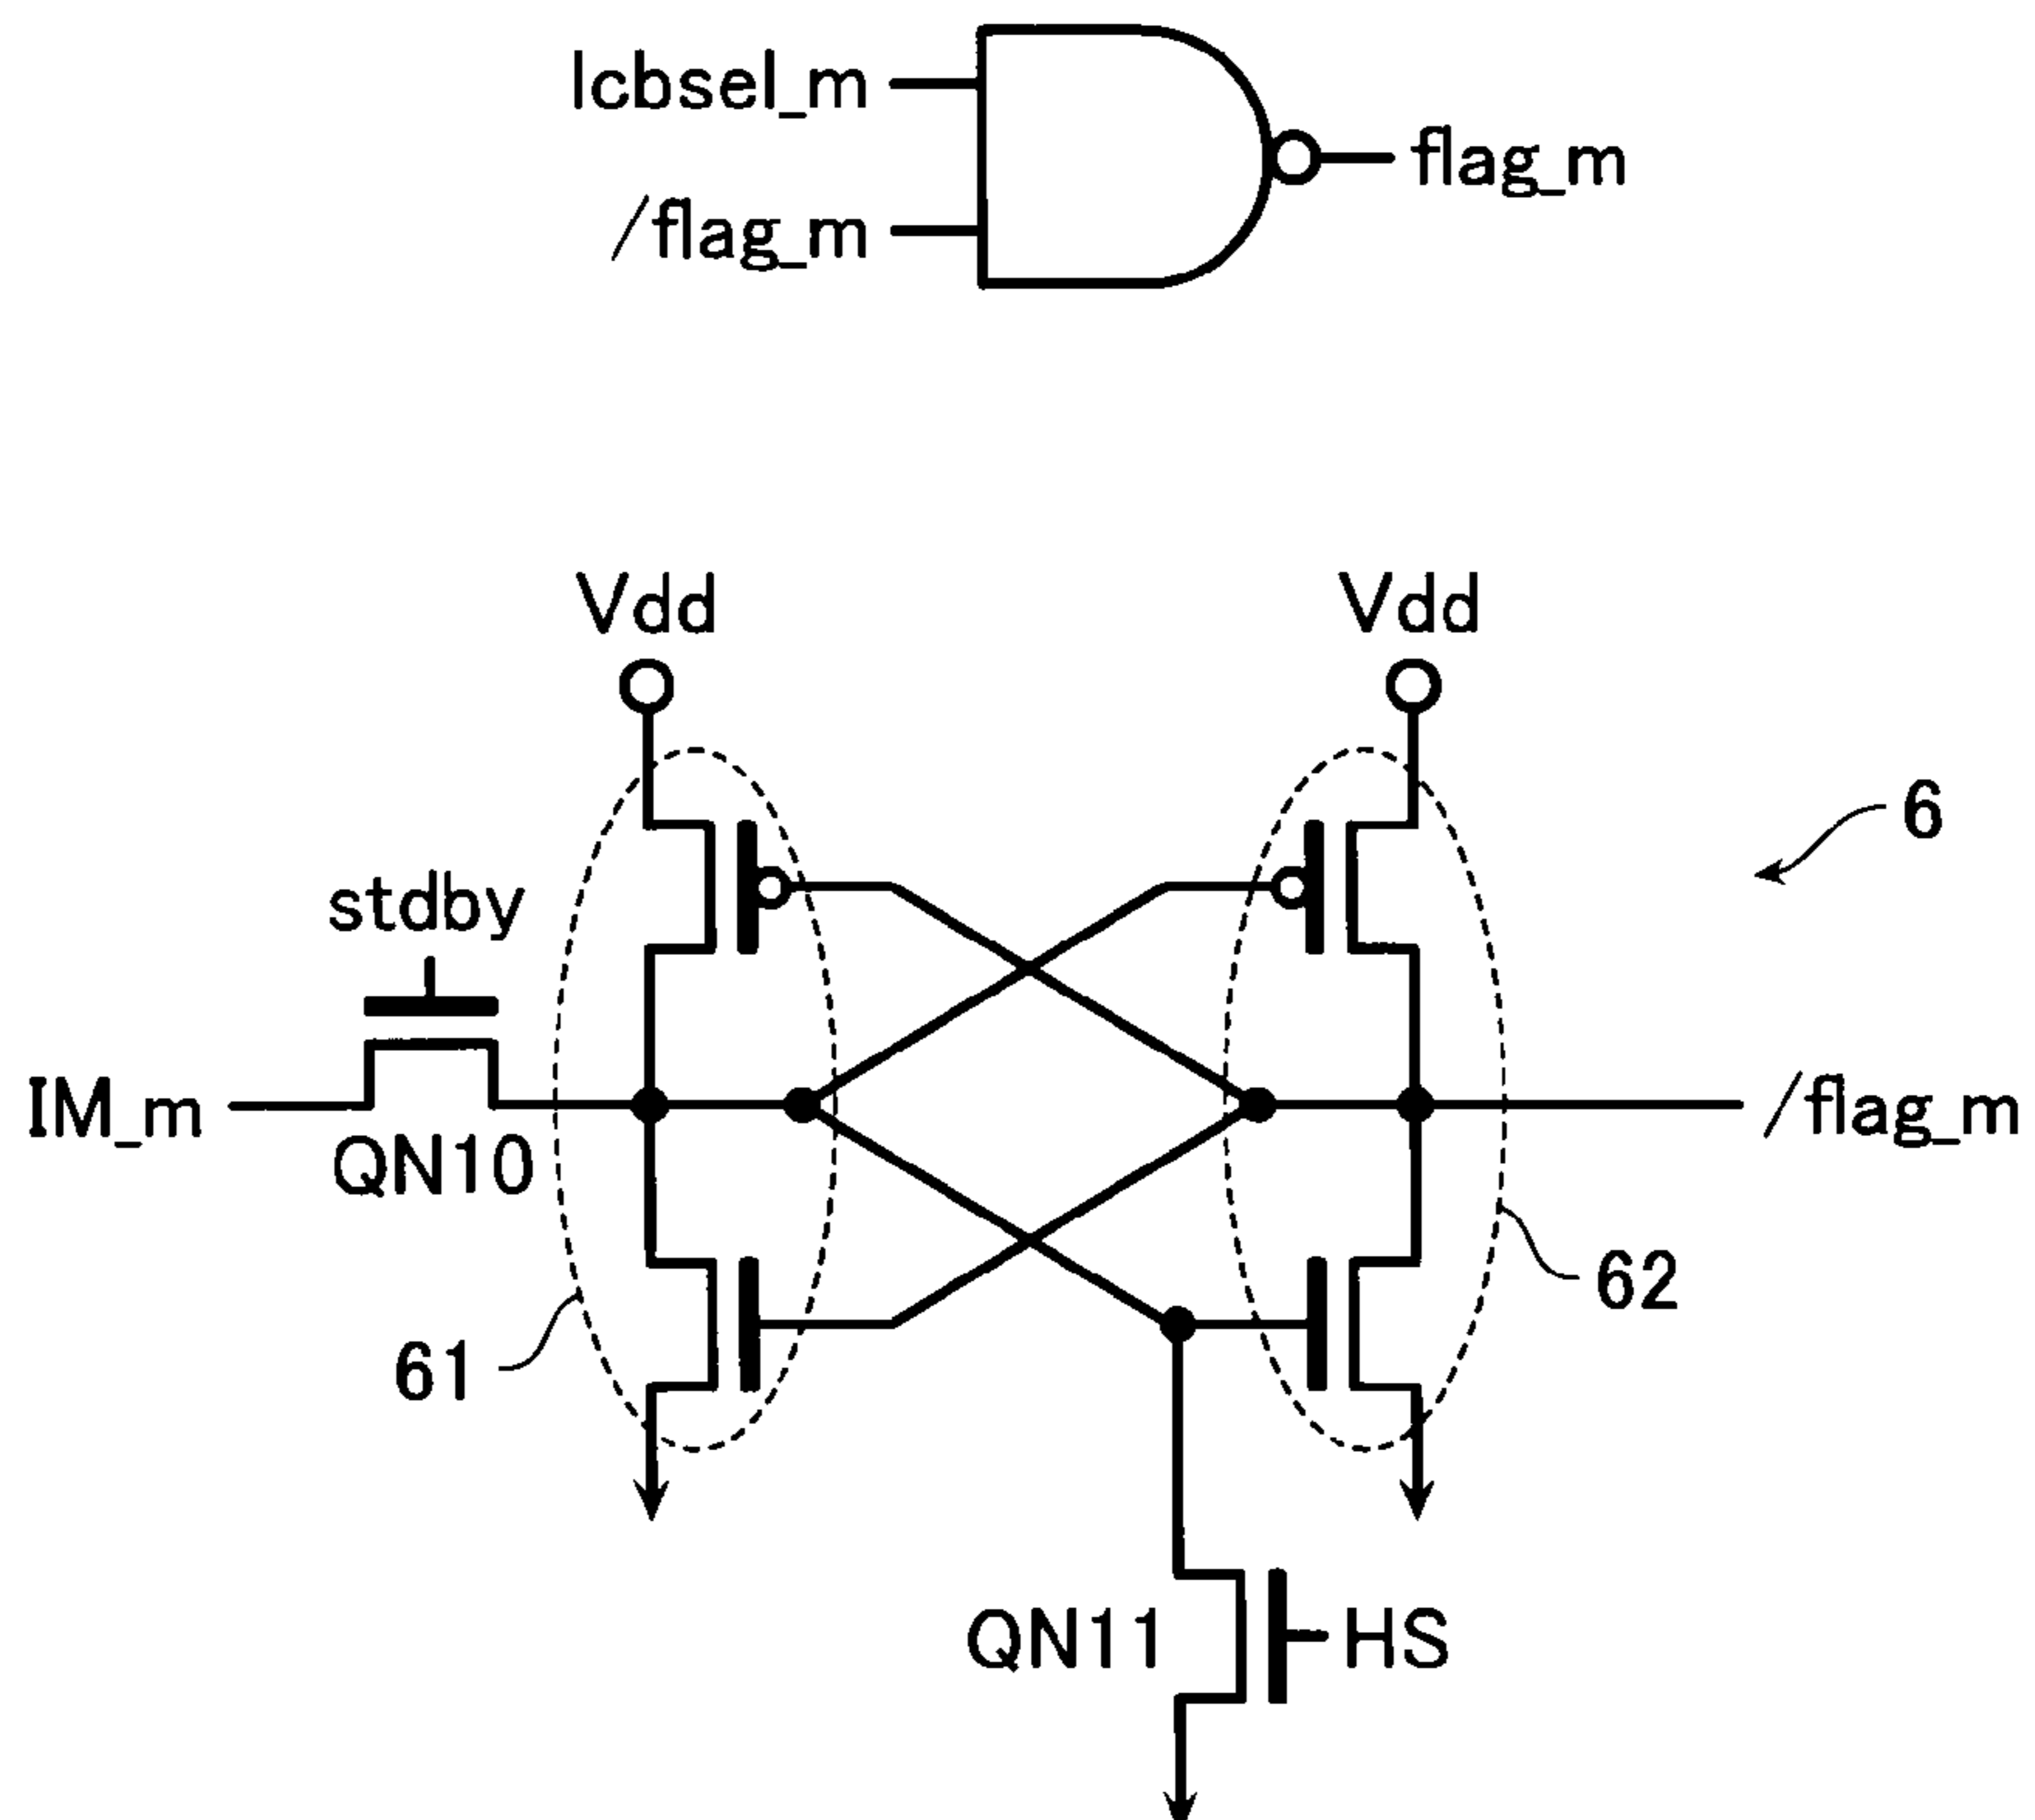 lcbsel_m
flag_m
/flag_m
Vdd
Vdd
6
stdby
IM_m
/flag_m
QN10
62
61
QN11
HS